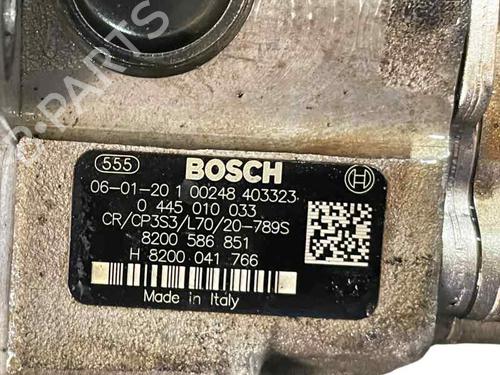 B-PARTS
555 BOSCH
06-01-20 1 00248 403323
0 445 010 033
CR/CP3S3/L70/20-789S
8200 586 851
H 8200 041 766
Made in Italy